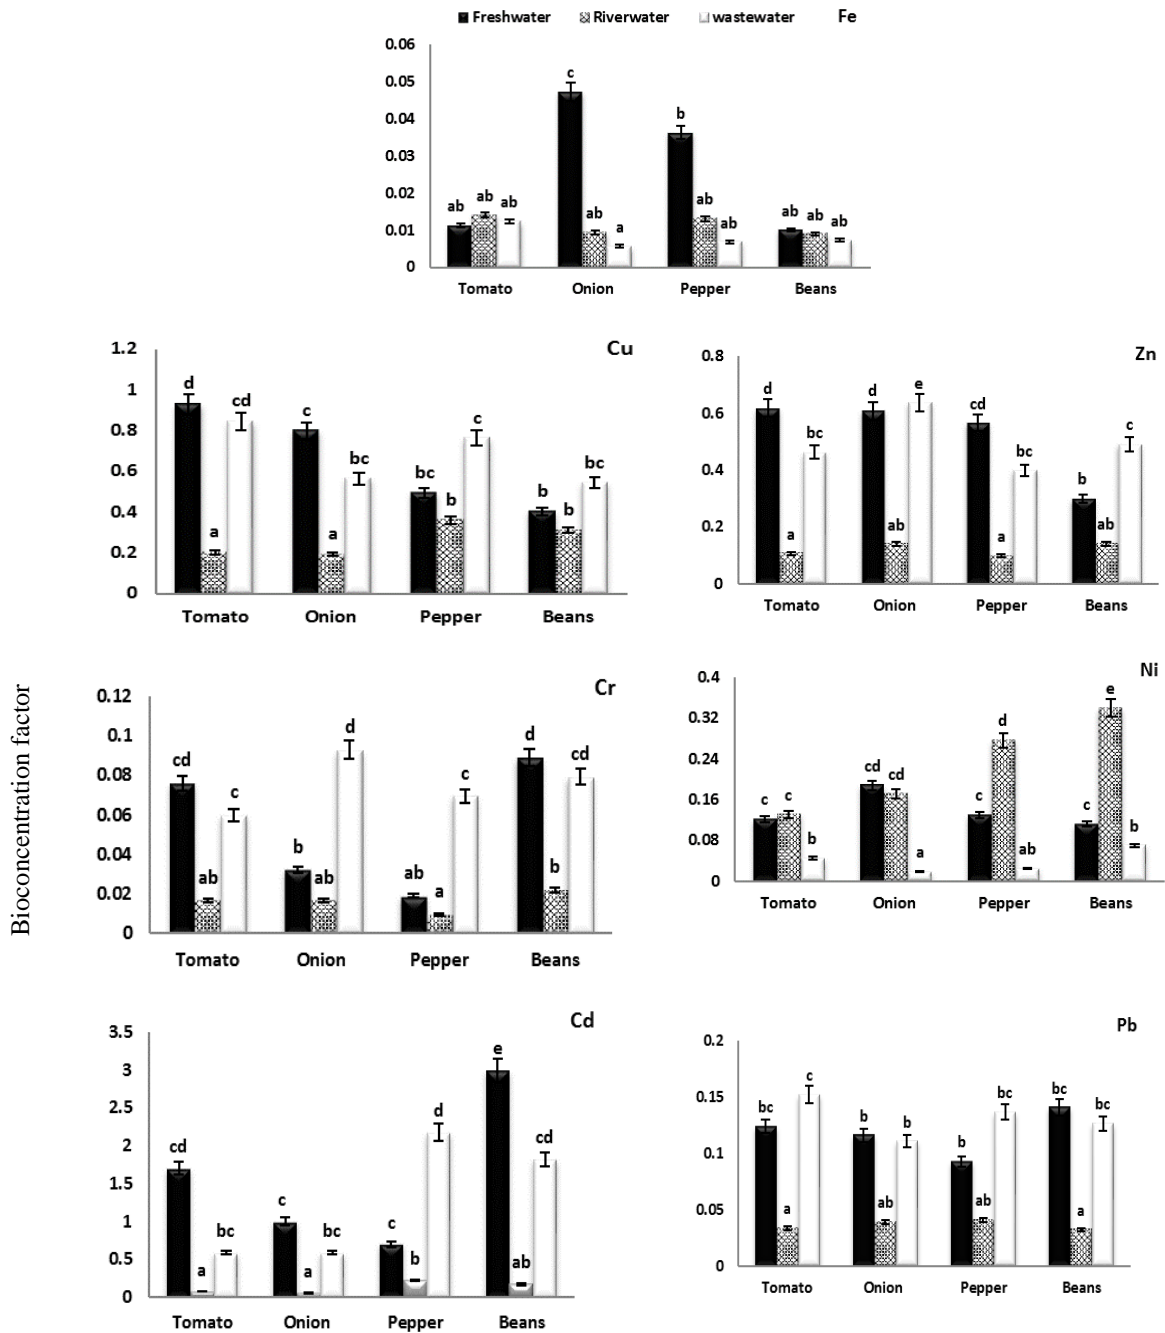 Freshwater Riverwater wastewater Fe
0.06
0.05
0.04
0.03
0.02
0.01
0
ab ab ab c ab a b ab ab ab ab ab
Tomato Onion Pepper Beans
Cu
1.2
1
0.8
0.6
0.4
0.2
0
d a cd c a bc bc b c b b bc
Tomato Onion Pepper Beans
Zn
0.8
0.6
0.4
0.2
0
d a bc d ab e cd a bc b ab c
Tomato Onion Pepper Beans
Bioconcentration factor
Cr
0.12
0.1
0.08
0.06
0.04
0.02
0
cd ab c b ab d ab a c d b cd
Tomato Onion Pepper Beans
Ni
0.4
0.32
0.24
0.16
0.08
0
c c b cd cd a c d ab c e b
Tomato Onion Pepper Beans
Cd
3.5
3
2.5
2
1.5
1
0.5
0
cd a bc c a bc c b d e ab cd
Tomato Onion Pepper Beans
Pb
0.2
0.15
0.1
0.05
0
bc a c b ab b b ab bc bc a bc
Tomato Onion Pepper Beans